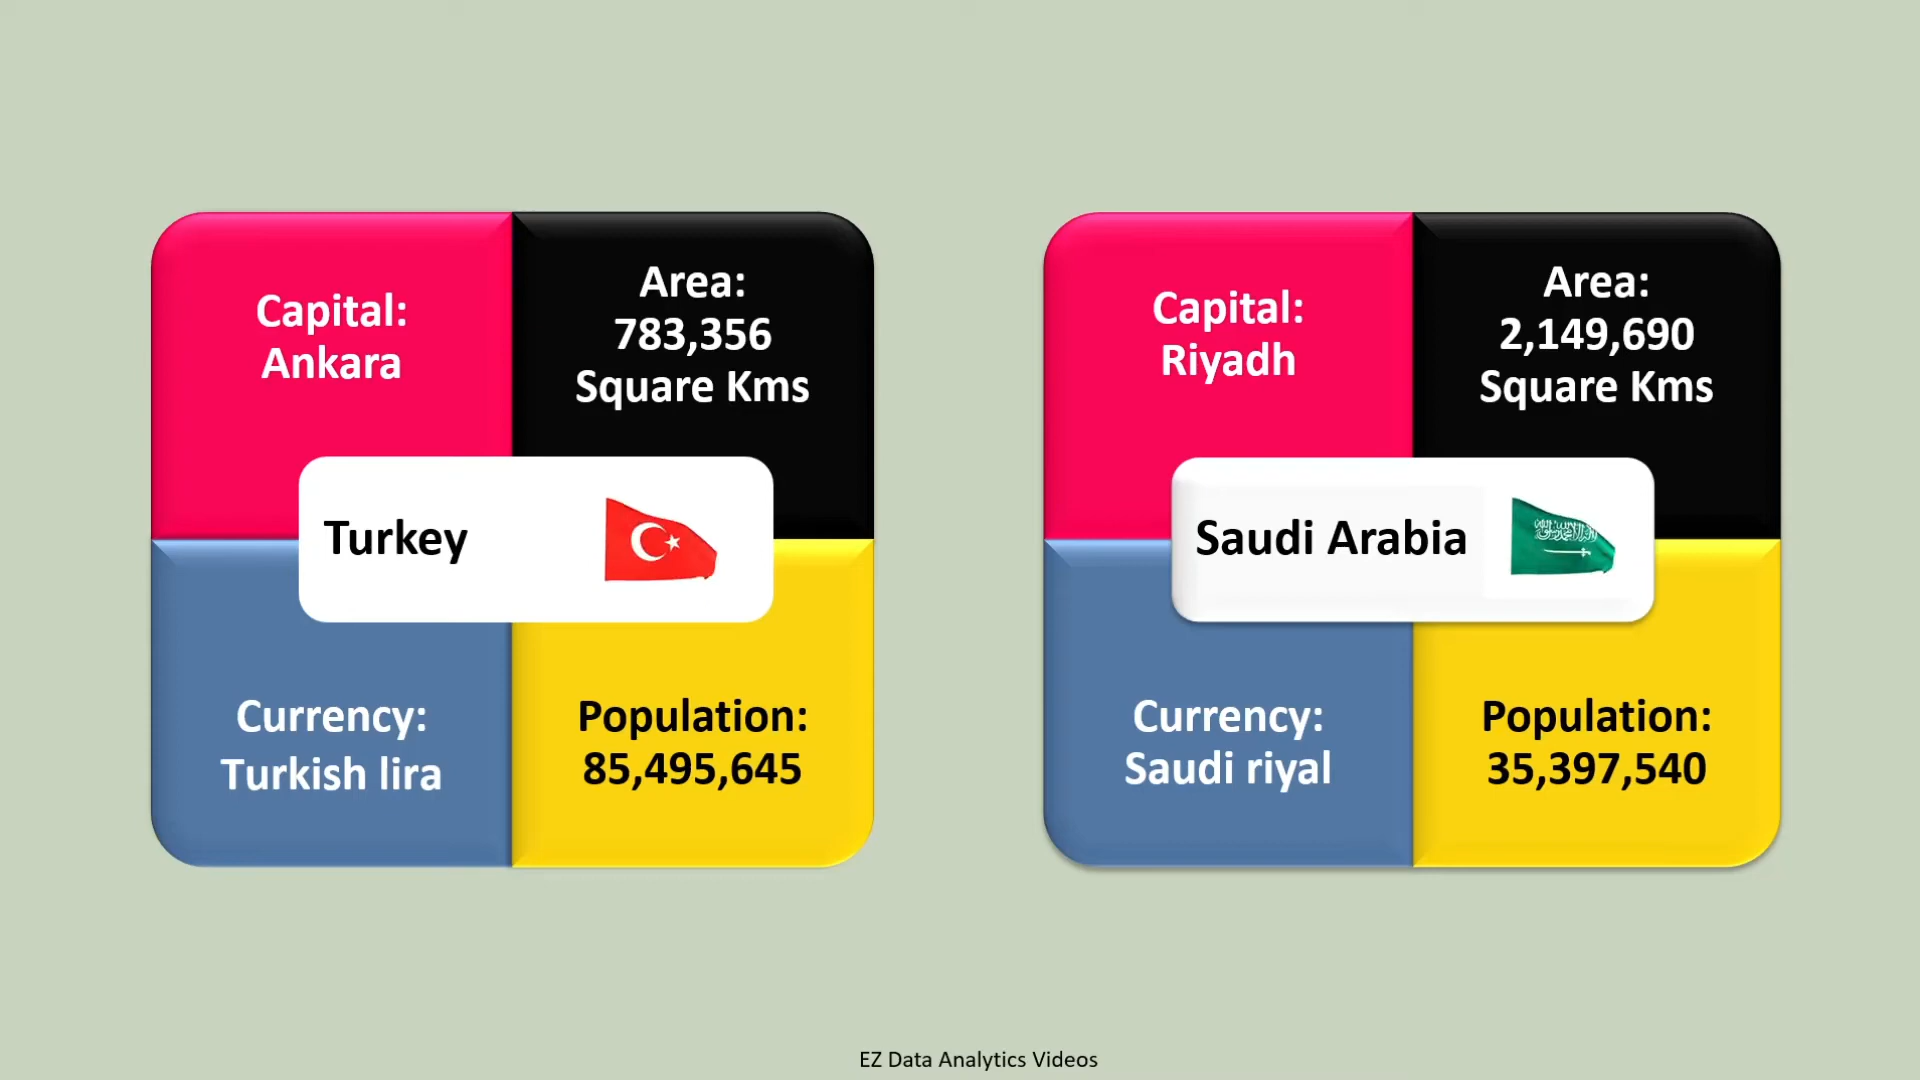 Capital:
Ankara
Area:
783,356
Square Kms
Turkey
Currency:
Turkish lira
Population:
85,495,645
Capital:
Riyadh
Area:
2,149,690
Square Kms
Saudi Arabia
Currency:
Saudi riyal
Population:
35,397,540
EZ Data Analytics Videos